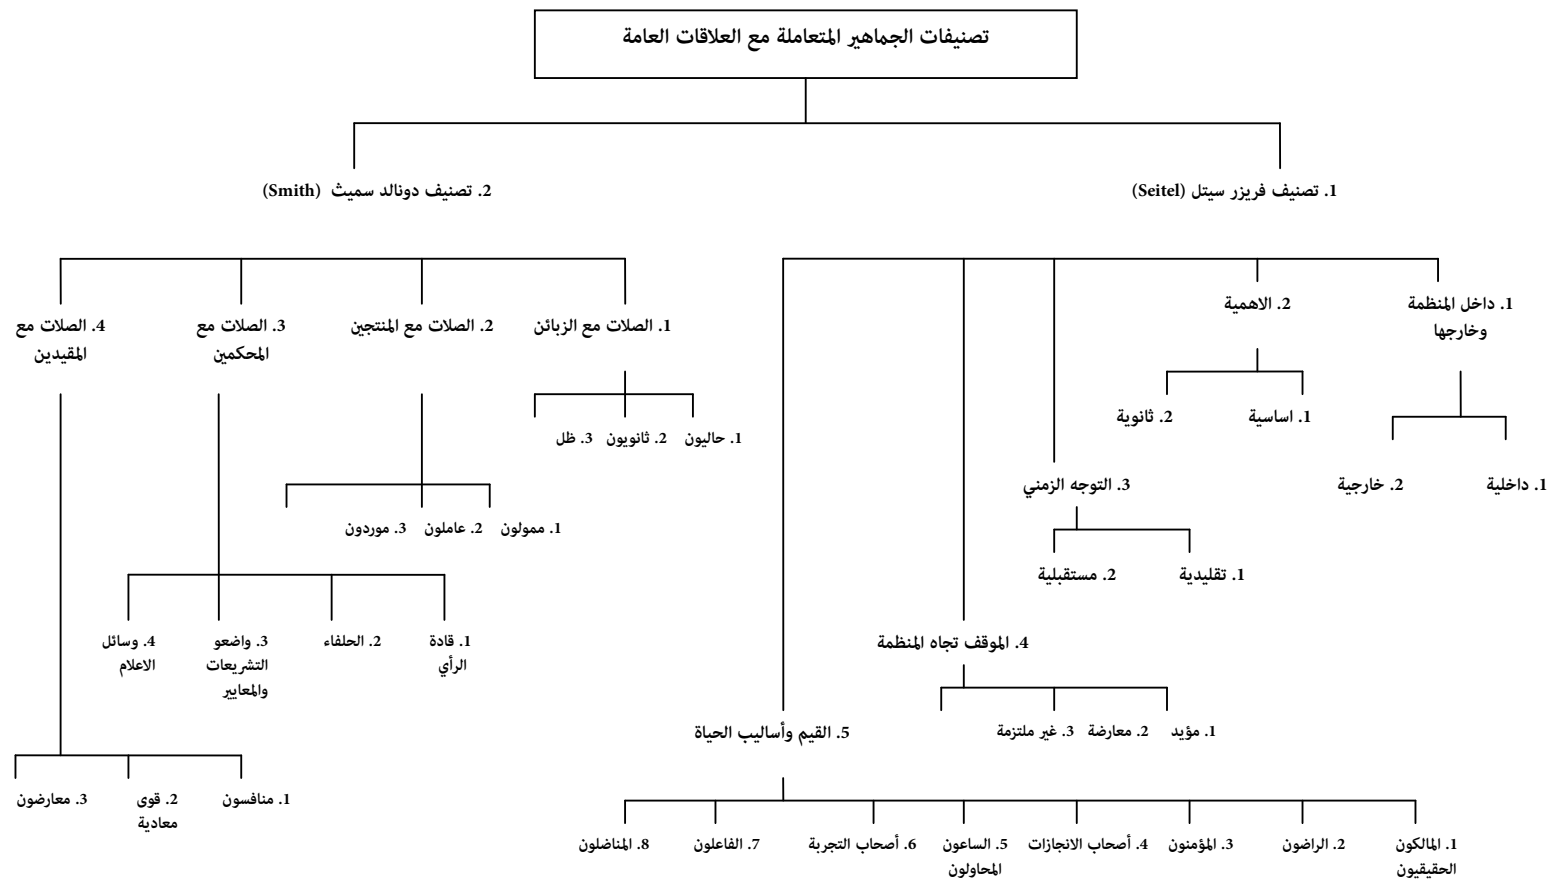 تصنيفات الجماهير المتعاملة مع العلاقات العامة
1. تصنيف فريزر سيتل (Seitel)
2. تصنيف دونالد سميث (Smith)
1. داخل المنظمة
وخارجها
2. الاهمية
1. الصلات مع الزبائن
2. الصلات مع المنتجين
3. الصلات مع
المحكمين
4. الصلات مع
المقيدين
1. اساسية
2. ثانوية
1. حاليون
2. ثانويون
3. ظل
1. داخلية
2. خارجية
3. التوجه الزمني
1. ممولون
2. عاملون
3. موردون
1. تقليدية
2. مستقبلية
4. الموقف تجاه المنظمة
1. قادة
الرأي
2. الحلفاء
3. واضعو
التشريعات
والمعايير
4. وسائل
الاعلام
1. مؤيد
2. معارضة
3. غير ملتزمة
5. القيم وأساليب الحياة
1. منافسون
2. قوى
معادية
3. معارضون
1. المالكون
الحقيقيون
2. الراضون
3. المؤمنون
4. أصحاب الانجازات
5. الساعون
المحاولون
6. أصحاب التجربة
7. الفاعلون
8. المناضلون